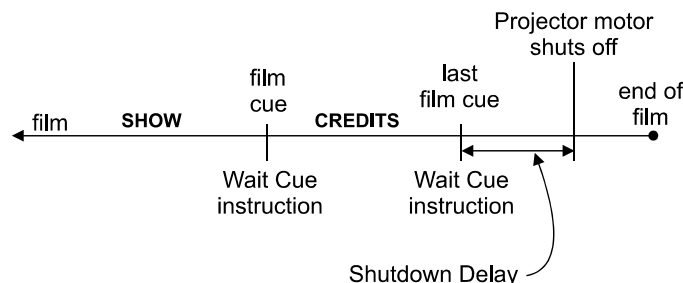 Projector motor
shuts off
film
cue
last
film cue
end of
film
film
SHOW
CREDITS
Wait Cue
instruction
Wait Cue
instruction
Shutdown Delay